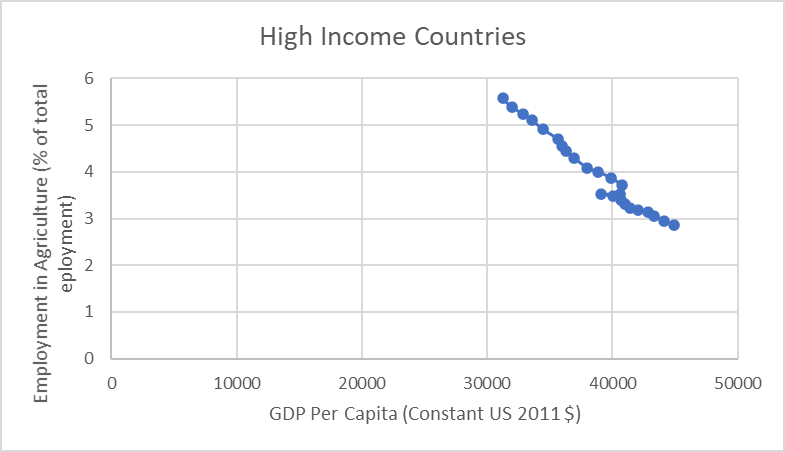 High Income Countries
Employment in Agriculture (% of total
eployment)
6
5
4
3
2
1
0
0 10000 20000 30000 40000 50000
GDP Per Capita (Constant US 2011 $)